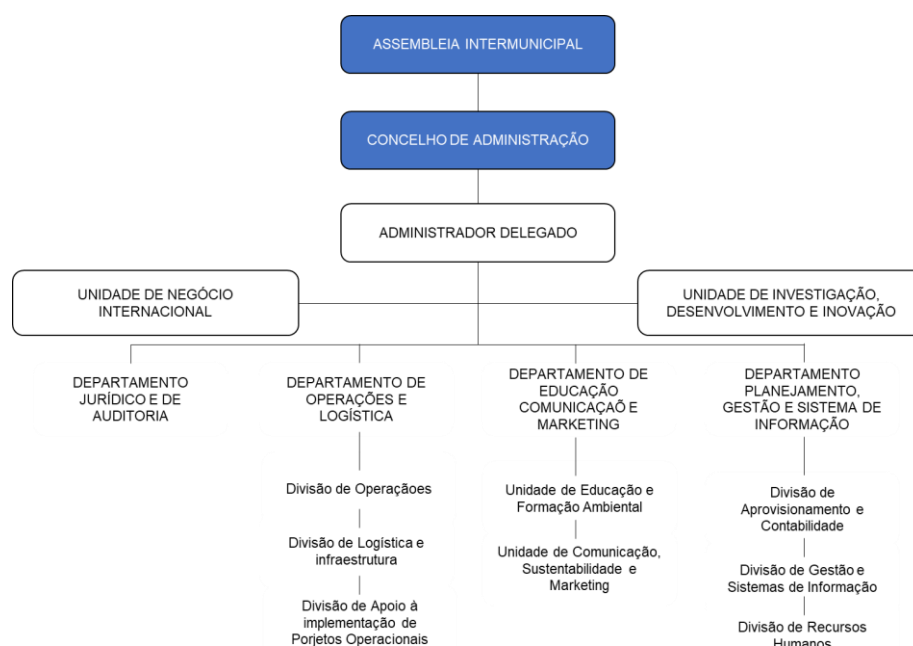 ASSEMBLEIA INTERMUNICIPAL
CONCELHO DE ADMINISTRAÇÃO
ADMINISTRADOR DELEGADO
UNIDADE DE NEGÓCIO
INTERNACIONAL
UNIDADE DE INVESTIGAÇÃO,
DESENVOLVIMENTO E INOVAÇÃO
DEPARTAMENTO
JURÍDICO E DE
AUDITORIA
DEPARTAMENTO DE
OPERAÇÕES E
LOGÍSTICA
DEPARTAMENTO DE
EDUCAÇÃO
COMUNICAÇAÕ E
MARKETING
DEPARTAMENTO
PLANEJAMENTO,
GESTÃO E SISTEMA DE
INFORMAÇÃO
Divisão de Operaçãoes
Divisão de Logística e
infraestrutura
Divisão de Apoio à
implementação de
Porjetos Operacionais
Unidade de Educação e
Formação Ambiental
Unidade de Comunicação,
Sustentabilidade e
Marketing
Divisão de
Aprovisionamento e
Contabilidade
Divisão de Gestão e
Sistemas de Informação
Divisão de Recursos
Humanos